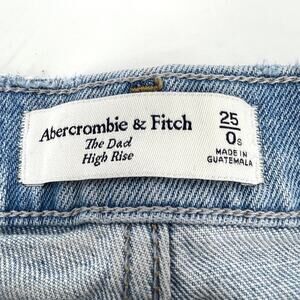 Abercrombie & Fitch
The Dad
High Rise
25
0s
MADE IN
GUATEMALA